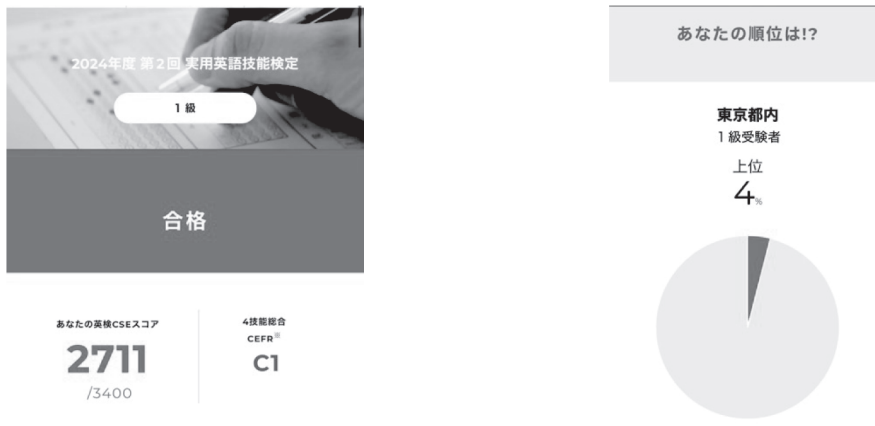 2024年度 第2回 実用英語技能検定
1 級
合格
あなたの英検CSEスコア
2711
/3400
4技能総合
CEFR
C1
あなたの順位は!?
東京都内
1 級受験者
上位
4%